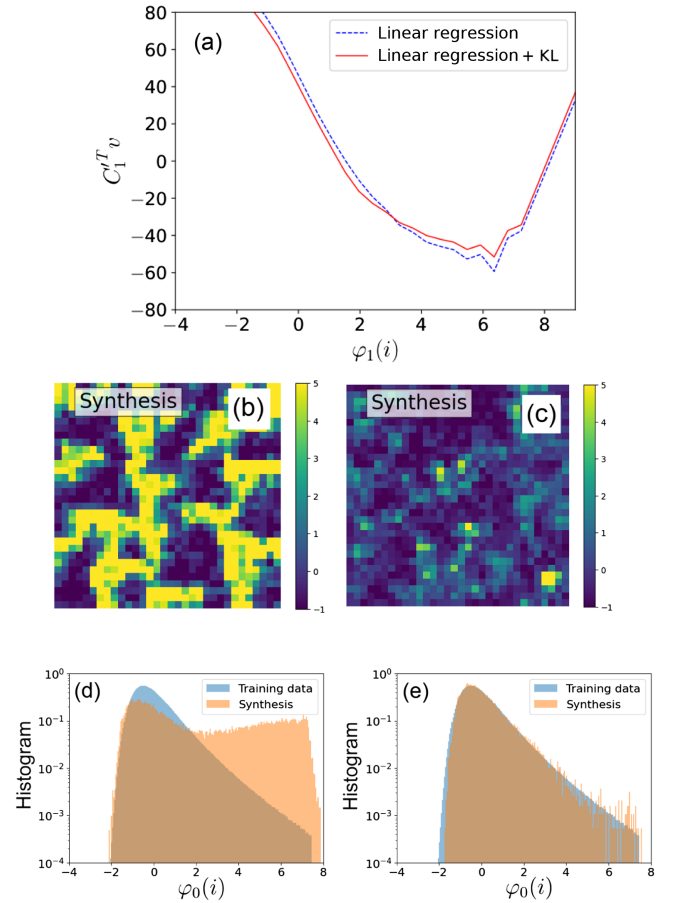 (a)
Linear regression
Linear regression + KL
80
60
40
20
0
−20
−40
−60
−80
C₁′ᵀ v
−4 −2 0 2 4 6 8
φ₁(i)
Synthesis (b)
5
4
3
2
1
0
−1
Synthesis (c)
5
4
3
2
1
0
−1
(d)
Training data
Synthesis
10⁰
10⁻¹
10⁻²
10⁻³
10⁻⁴
Histogram
−4 −2 0 2 4 6 8
φ₀(i)
(e)
Training data
Synthesis
10⁰
10⁻¹
10⁻²
10⁻³
10⁻⁴
Histogram
−4 −2 0 2 4 6 8
φ₀(i)